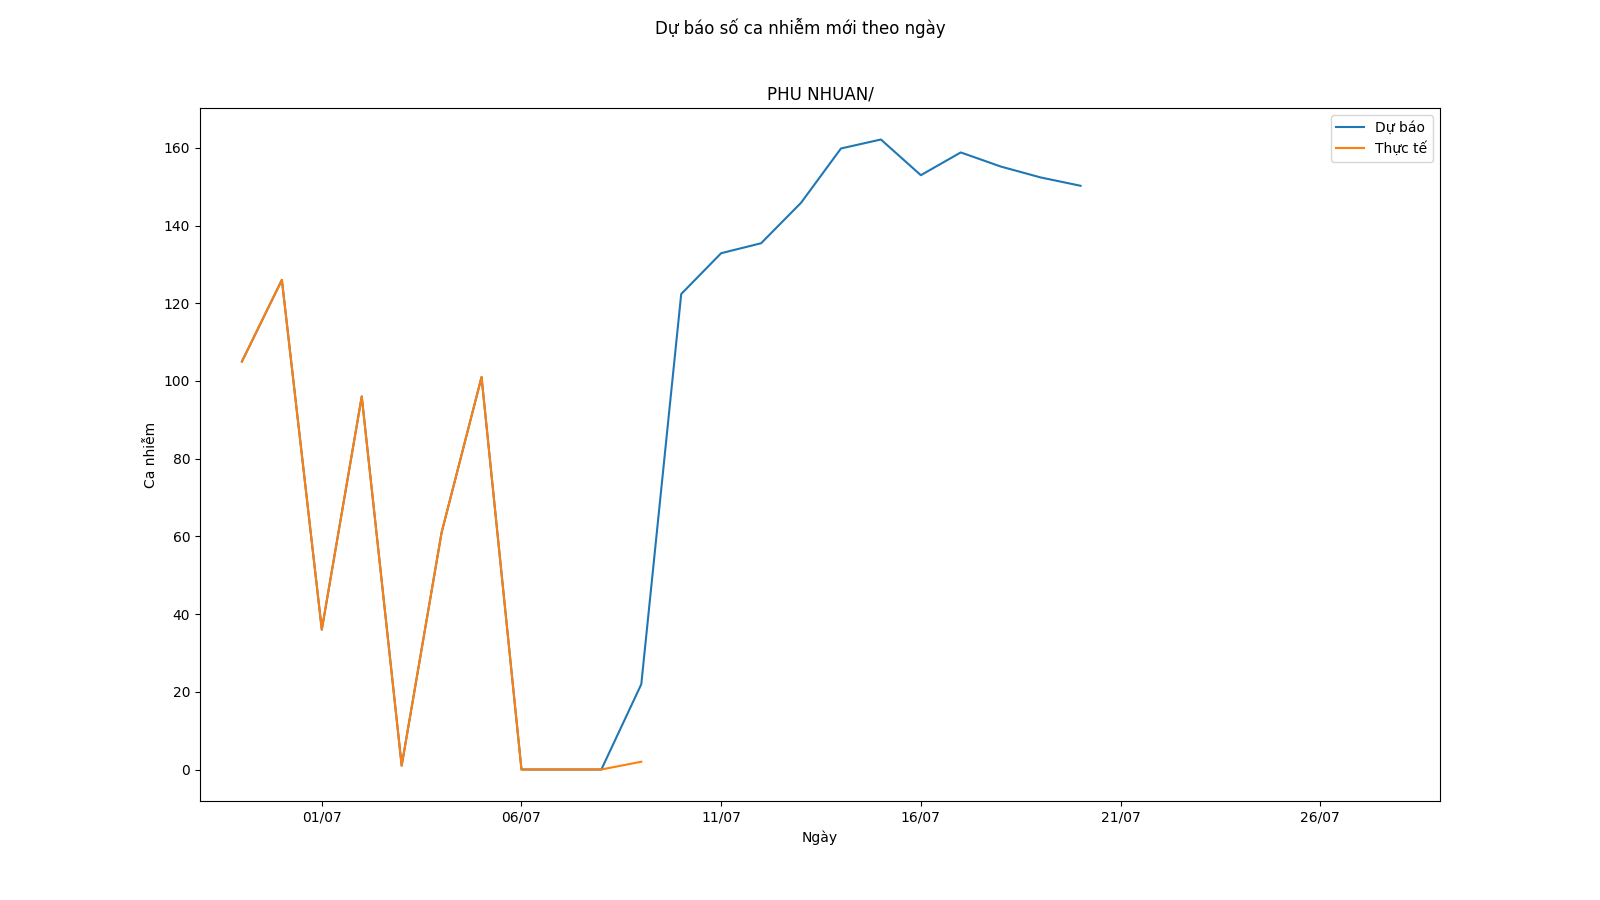 Dự báo số ca nhiễm mới theo ngày
PHU NHUAN/
Dự báo
Thực tế
160
140
120
100
80
60
40
20
0
Ca nhiễm
01/07
06/07
11/07
16/07
21/07
26/07
Ngày